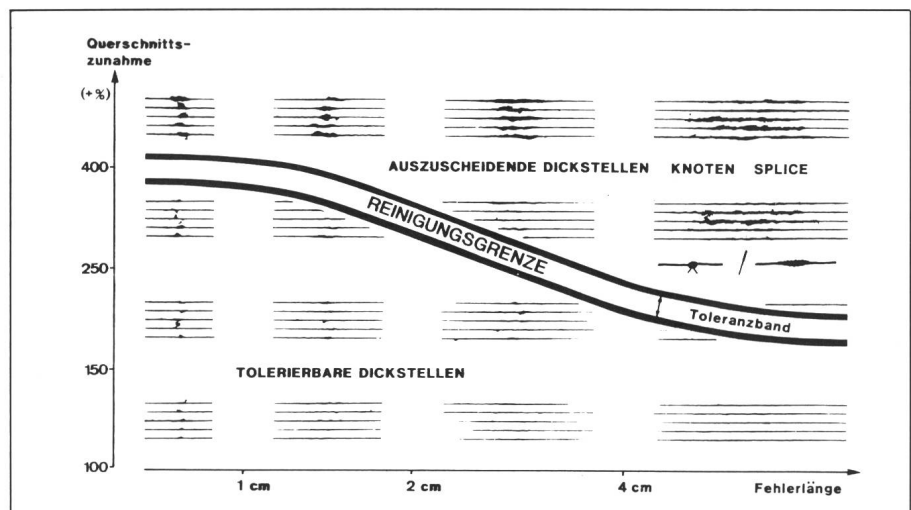 Querschnitts-
zunahme
(+%)
400
AUSZUSCHEIDENDE DICKSTELLEN KNOTEN SPLICE
REINIGUNGSGRENZE
250
Toleranzband
150
TOLERIERBARE DICKSTELLEN
100
1 cm 2 cm 4 cm Fehlerlänge